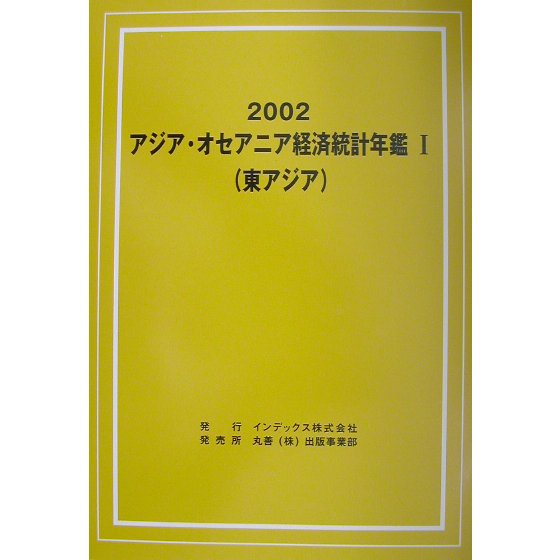 2002
アジア・オセアニア経済統計年鑑 I
(東アジア)
発 行 インデックス株式会社
発売所 丸善(株)出版事業部